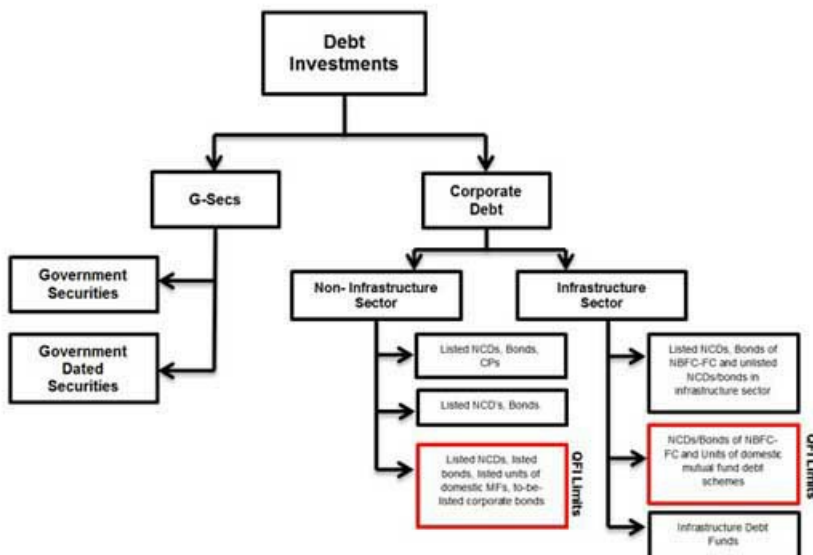 Debt
Investments
G-Secs
Corporate
Debt
Government
Securities
Government
Dated
Securities
Non- Infrastructure
Sector
Infrastructure
Sector
Listed NCDs, Bonds,
CPs
Listed NCD's, Bonds
Listed NCDs, listed
bonds, listed units of
domestic MFs, to-be-
listed corporate bonds
QFI Limits
Listed NCDs, Bonds of
NBFC-FC and unlisted
NCDs/bonds in
infrastructure sector
NCDs/Bonds of NBFC-
FC and Units of domestic
mutual fund debt
schemes
QFI Limits
Infrastructure Debt
Funds